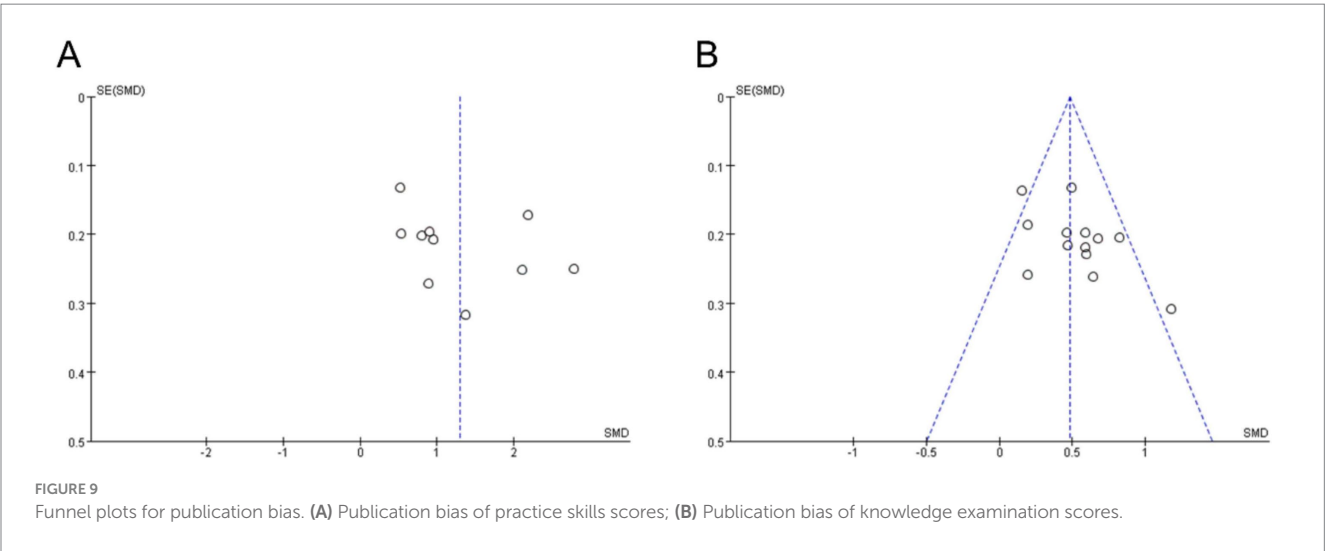 A
SE(SMD)
0
0.1
0.2
0.3
0.4
0.5
-2
-1
0
1
2
SMD
B
SE(SMD)
0
0.1
0.2
0.3
0.4
0.5
-1
-0.5
0
0.5
1
SMD
FIGURE 9
Funnel plots for publication bias. (A) Publication bias of practice skills scores; (B) Publication bias of knowledge examination scores.